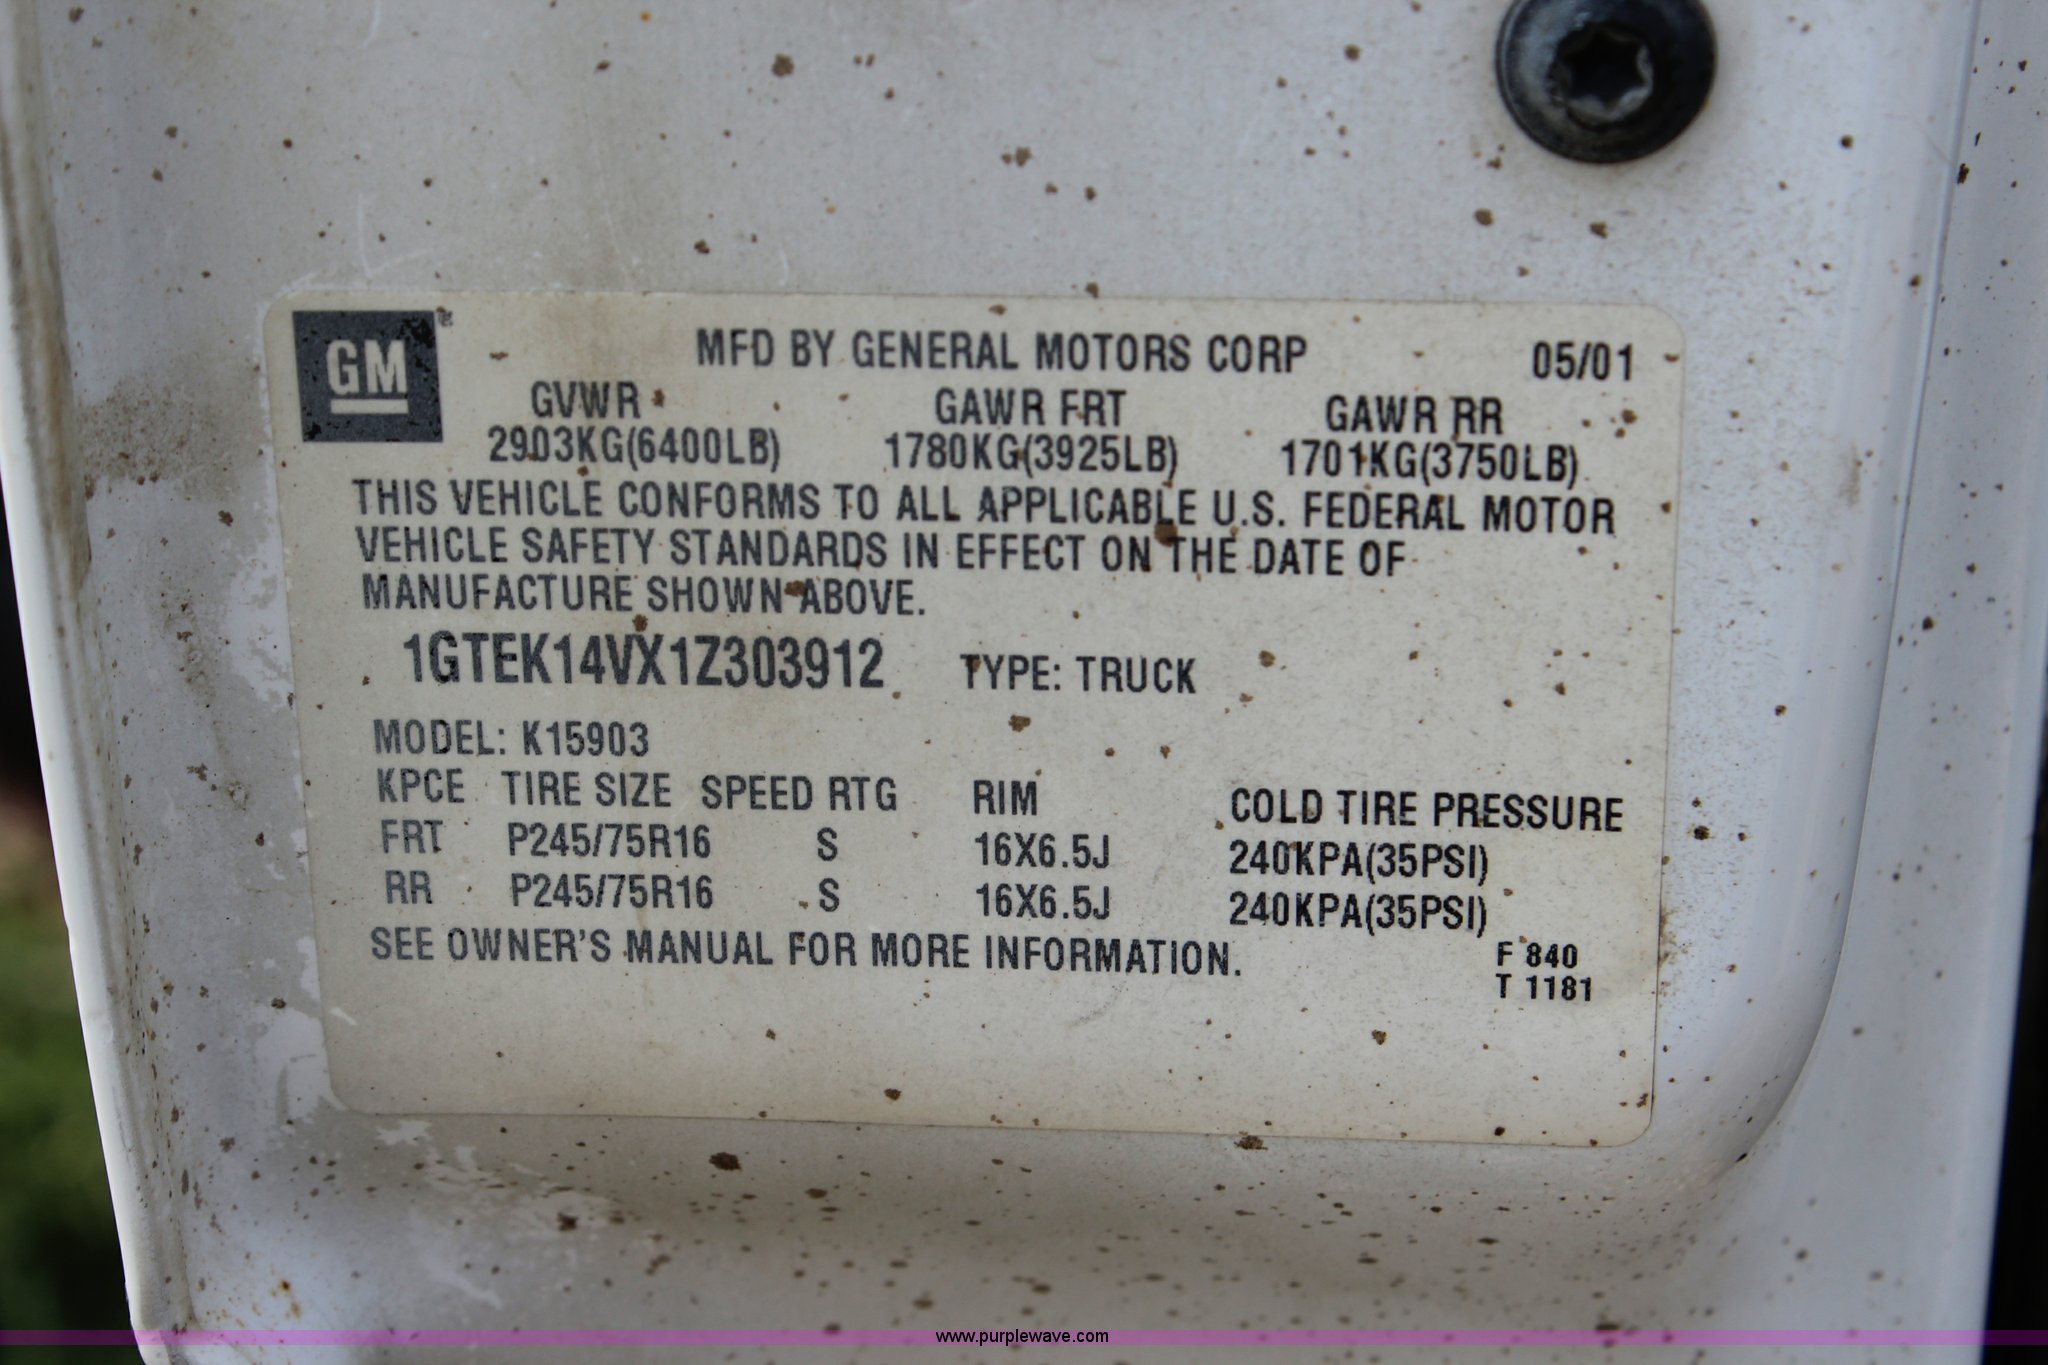 GM
MFD BY GENERAL MOTORS CORP 05/01
GVWR GAWR FRT GAWR RR
2903KG(6400LB) 1780KG(3925LB) 1701KG(3750LB)
THIS VEHICLE CONFORMS TO ALL APPLICABLE U.S. FEDERAL MOTOR
VEHICLE SAFETY STANDARDS IN EFFECT ON THE DATE OF
MANUFACTURE SHOWN ABOVE.
1GTEK14VX1Z303912 TYPE: TRUCK
MODEL: K15903
KPCE TIRE SIZE SPEED RTG RIM COLD TIRE PRESSURE
FRT P245/75R16 S 16X6.5J 240KPA(35PSI)
RR P245/75R16 S 16X6.5J 240KPA(35PSI)
SEE OWNER'S MANUAL FOR MORE INFORMATION.
F 840
T 1181
www.purplewave.com